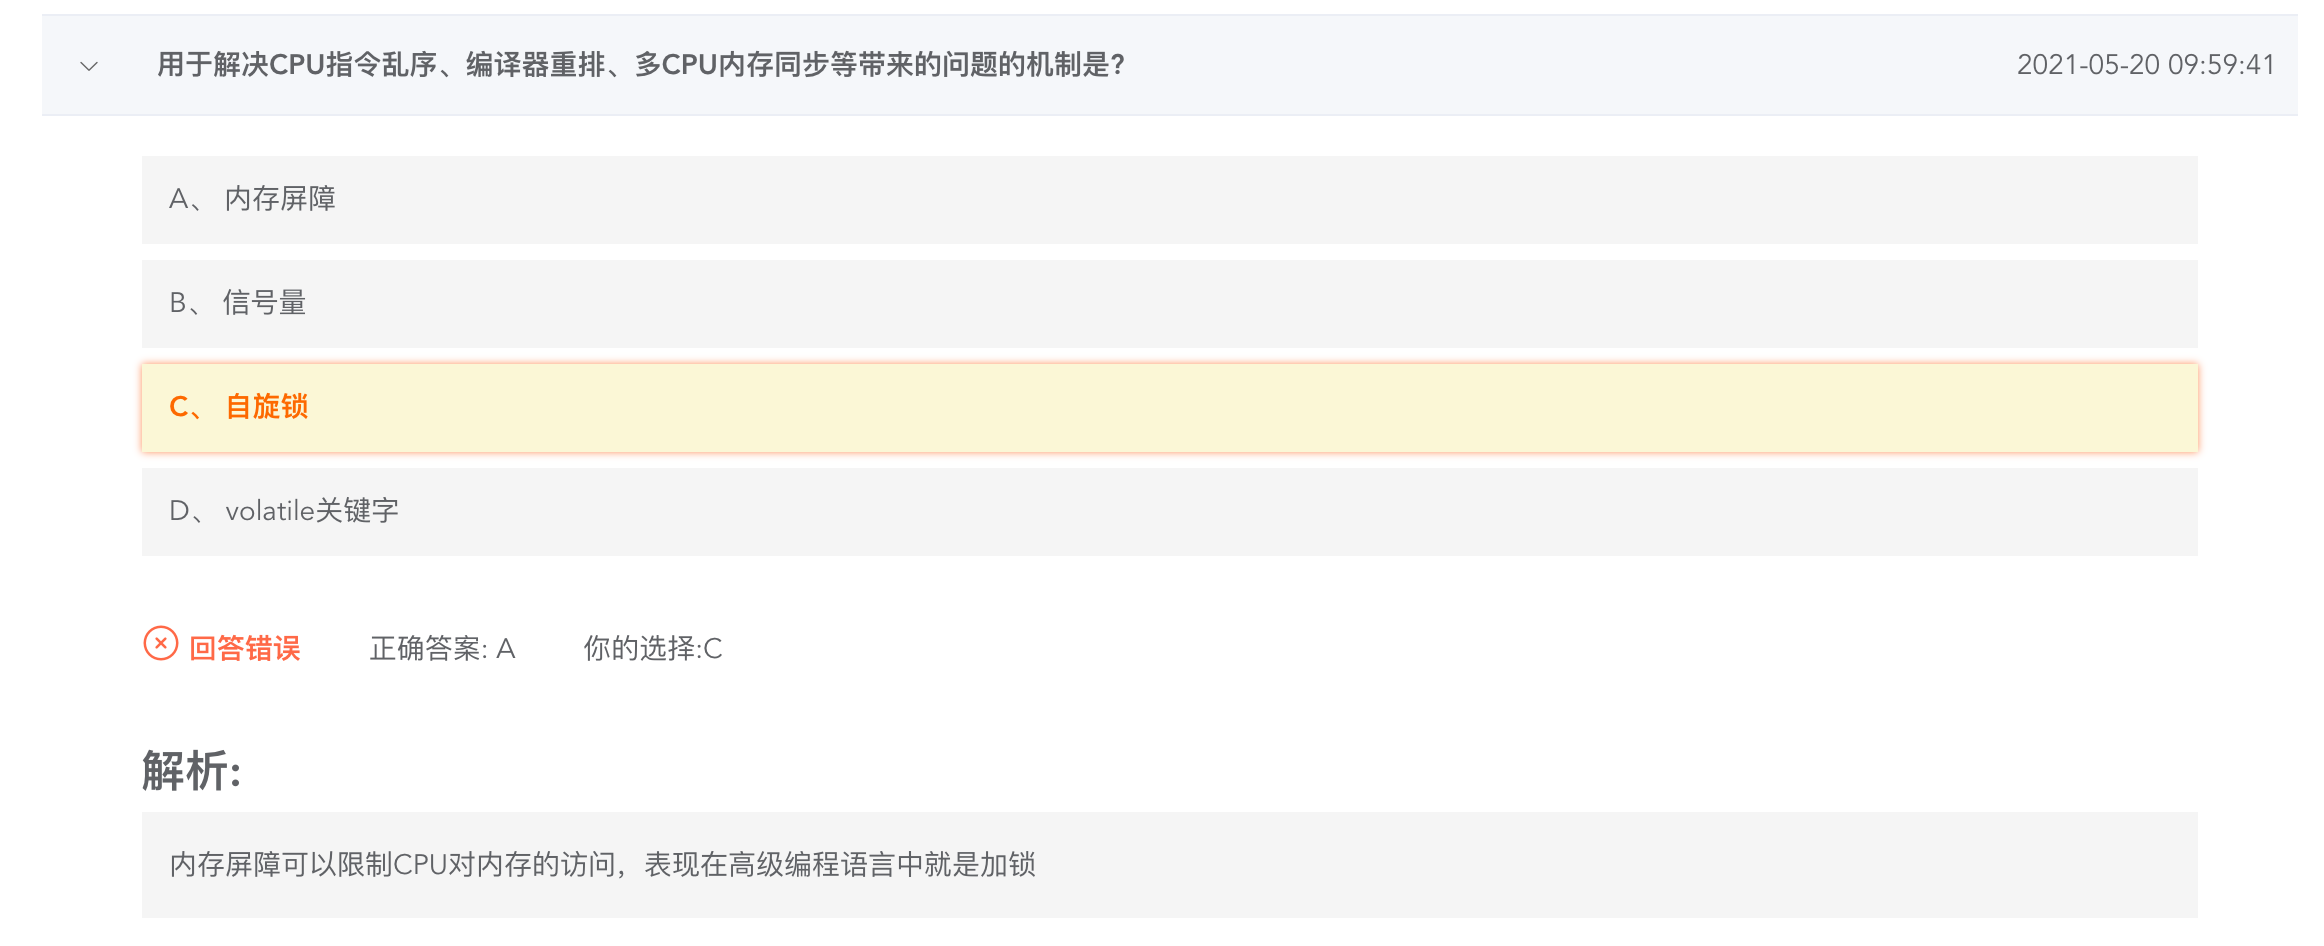 用于解决CPU指令乱序、编译器重排、多CPU内存同步等带来的问题的机制是? 2021-05-20 09:59:41
A、 内存屏障
B、 信号量
C、 自旋锁
D、 volatile关键字
回答错误 正确答案: A 你的选择:C
解析:
内存屏障可以限制CPU对内存的访问，表现在高级编程语言中就是加锁